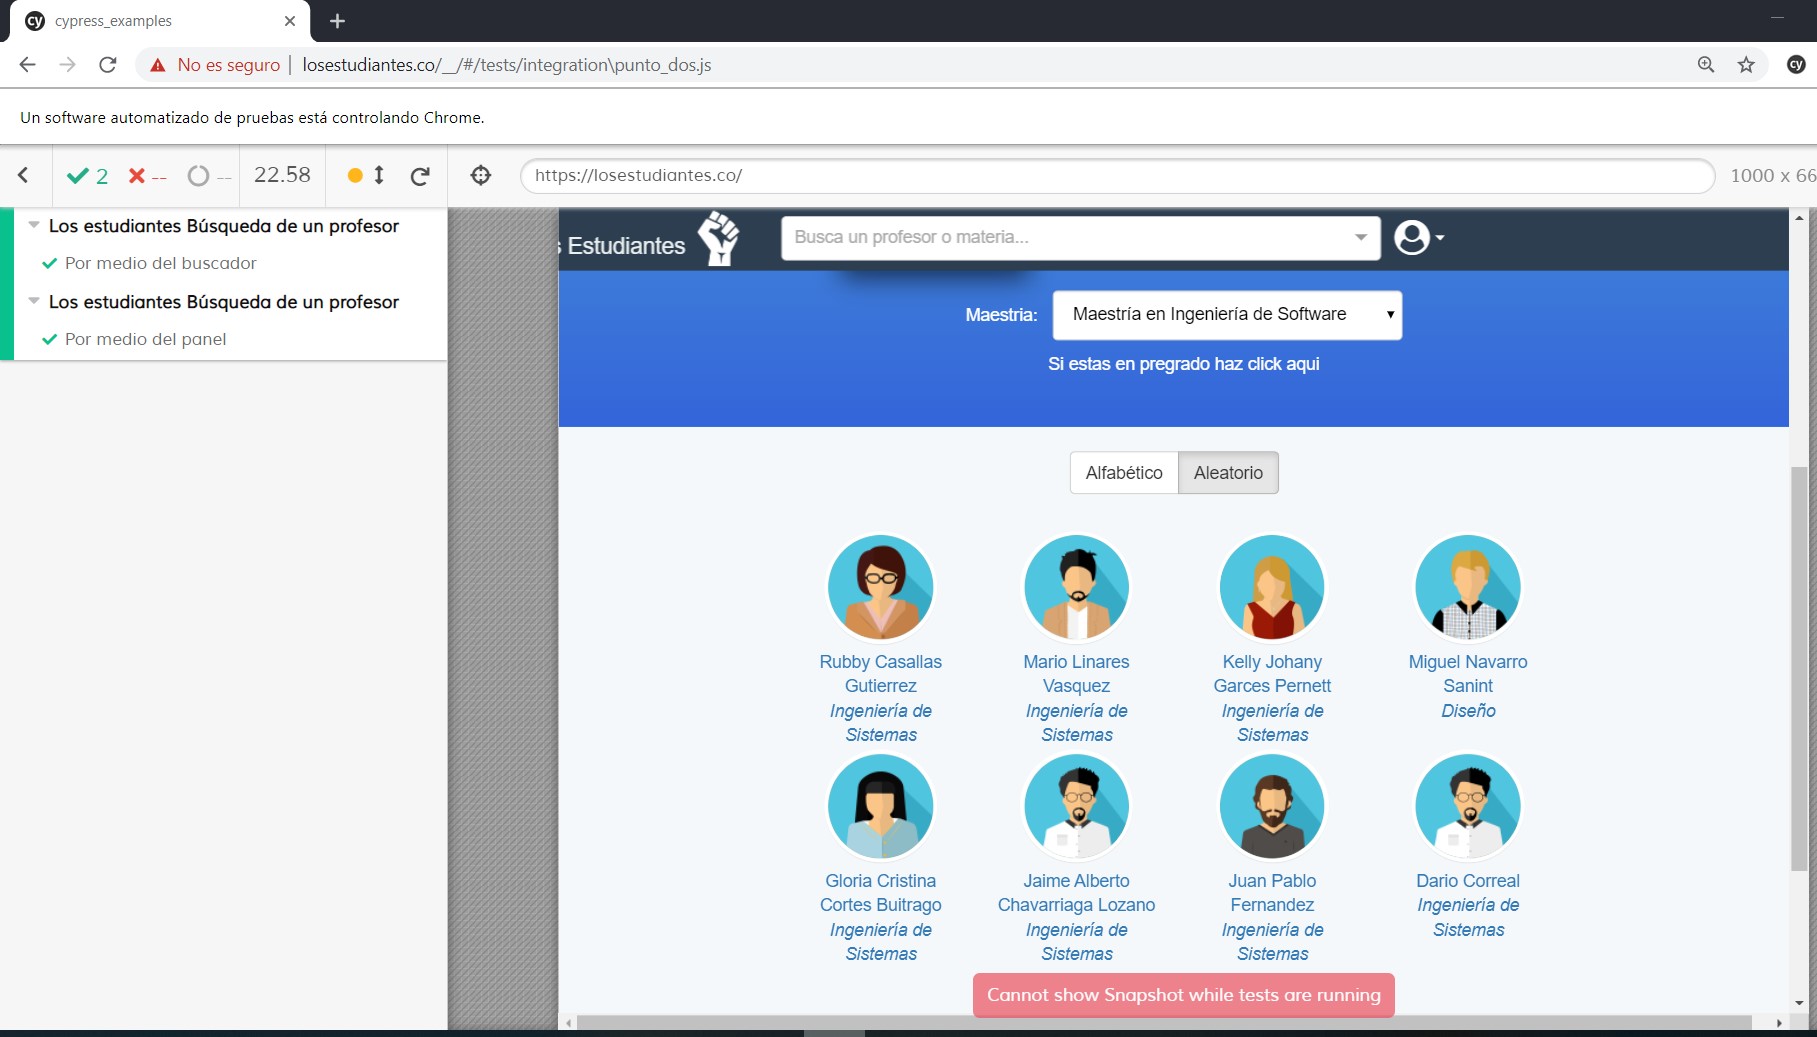 cypress_examples
No es seguro | losestudiantes.co/__/#/tests/integration\punto_dos.js
Un software automatizado de pruebas está controlando Chrome.
2 -- -- 22.58 https://losestudiantes.co/ 1000 x 66
Los estudiantes Búsqueda de un profesor
Por medio del buscador
Los estudiantes Búsqueda de un profesor
Por medio del panel
Estudiantes Busca un profesor o materia...
Maestria: Maestría en Ingeniería de Software
Si estas en pregrado haz click aqui
Alfabético Aleatorio
Rubby Casallas
Gutierrez
Ingeniería de
Sistemas
Mario Linares
Vasquez
Ingeniería de
Sistemas
Kelly Johany
Garces Pernett
Ingeniería de
Sistemas
Miguel Navarro
Sanint
Diseño
Gloria Cristina
Cortes Buitrago
Ingeniería de
Sistemas
Jaime Alberto
Chavarriaga Lozano
Ingeniería de
Sistemas
Juan Pablo
Fernandez
Ingeniería de
Sistemas
Dario Correal
Ingeniería de
Sistemas
Cannot show Snapshot while tests are running